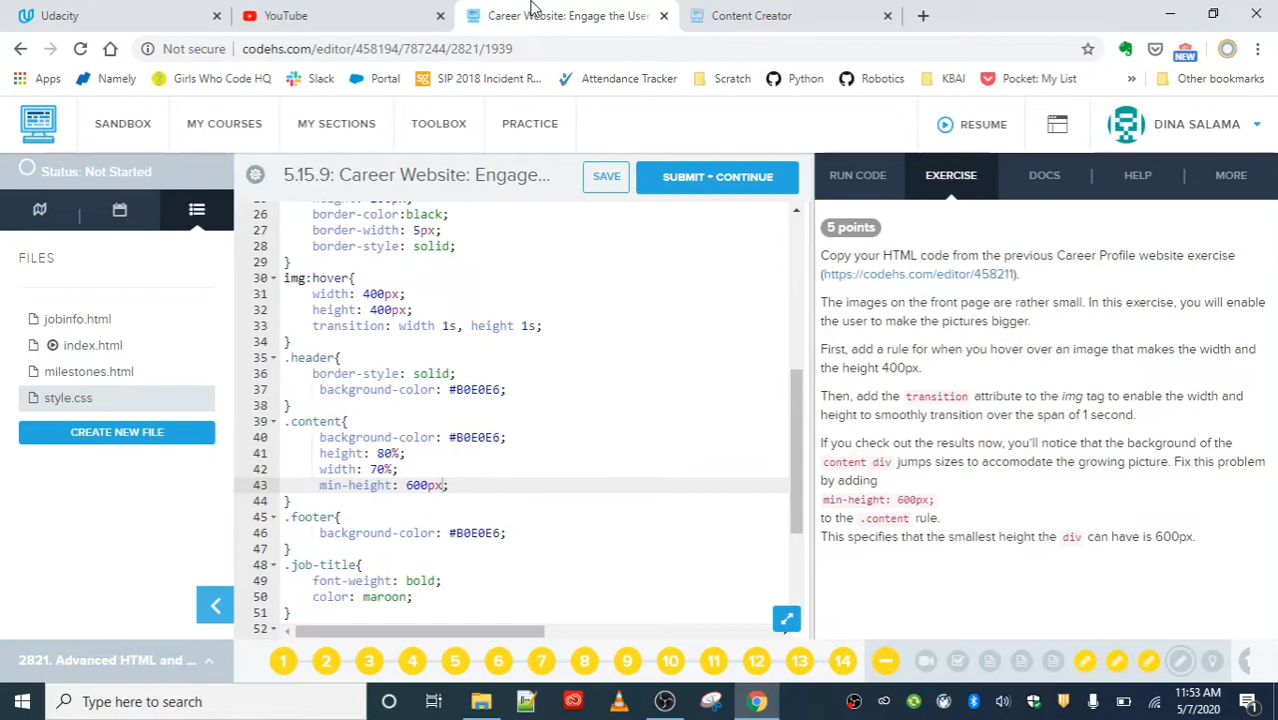 Udacity
YouTube
Career Website: Engage the User
Content Creator
Not secure
codehs.com/editor/458194/787244/2821/1939
NEW
Apps
Namely
Girls Who Code HQ
Slack
Portal
SIP 2018 Incident R...
Attendance Tracker
Scratch
Python
Robotics
KBAI
Pocket: My List
»
Other bookmarks
SANDBOX
MY COURSES
MY SECTIONS
TOOLBOX
PRACTICE
RESUME
DINA SALAMA
Status: Not Started
5.15.9: Career Website: Engage...
SAVE
SUBMIT + CONTINUE
RUN CODE
EXERCISE
DOCS
HELP
MORE
FILES
jobinfo.html
index.html
milestones.html
style.css
CREATE NEW FILE
26 border-color:black;
27 border-width: 5px;
28 border-style: solid;
29 }
30 img:hover{
31 width: 400px;
32 height: 400px;
33 transition: width 1s, height 1s;
34 }
35 .header{
36 border-style: solid;
37 background-color: #B0E0E6;
38 }
39 .content{
40 background-color: #B0E0E6;
41 height: 80%;
42 width: 70%;
43 min-height: 600px;
44 }
45 .footer{
46 background-color: #B0E0E6;
47 }
48 .job-title{
49 font-weight: bold;
50 color: maroon;
51 }
52
5 points
Copy your HTML code from the previous Career Profile website exercise
(https://codehs.com/editor/458211).
The images on the front page are rather small. In this exercise, you will enable
the user to make the pictures bigger.
First, add a rule for when you hover over an image that makes the width and
the height 400px.
Then, add the transition attribute to the img tag to enable the width and
height to smoothly transition over the span of 1 second.
If you check out the results now, you'll notice that the background of the
content div jumps sizes to accomodate the growing picture. Fix this problem
by adding
min-height: 600px;
to the .content rule.
This specifies that the smallest height the div can have is 600px.
2821. Advanced HTML and ...
1 2 3 4 5 6 7 8 9 10 11 12 13 14
Type here to search
11:53 AM
5/7/2020
1